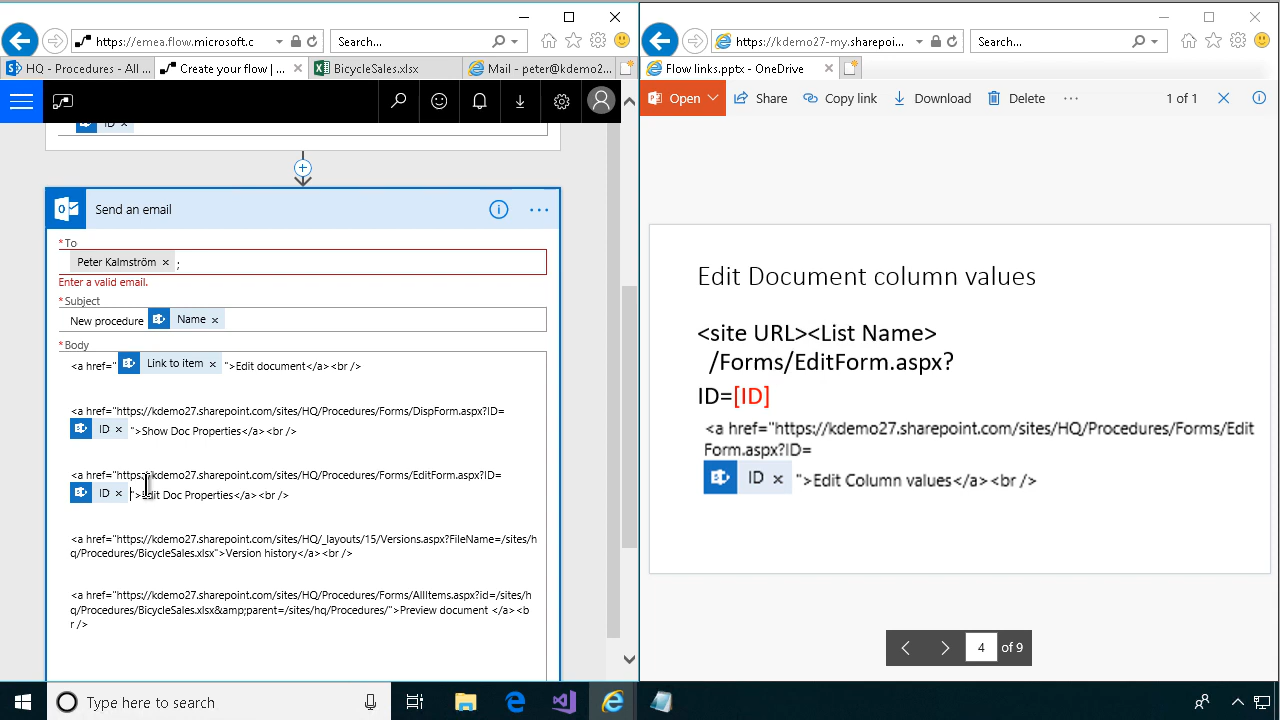 https://emea.flow.microsoft.c
Search...
HQ - Procedures - All ...
Create your flow | ...
BicycleSales.xlsx
Mail - peter@kdemo2...
ID ×
Send an email
* To
Peter Kalmström × ;
Enter a valid email.
* Subject
New procedure Name ×
* Body
<a href=" Link to item × ">Edit document</a><br />
<a href="https://kdemo27.sharepoint.com/sites/HQ/Procedures/Forms/DispForm.aspx?ID=
ID × ">Show Doc Properties</a><br />
<a href="https://kdemo27.sharepoint.com/sites/HQ/Procedures/Forms/EditForm.aspx?ID=
ID × ">Edit Doc Properties</a><br />
<a href="https://kdemo27.sharepoint.com/sites/HQ/_layouts/15/Versions.aspx?FileName=/sites/h
q/Procedures/BicycleSales.xlsx">Version history</a><br />
<a href="https://kdemo27.sharepoint.com/sites/HQ/Procedures/Forms/AllItems.aspx?id=/sites/h
q/Procedures/BicycleSales.xlsx&amp;parent=/sites/hq/Procedures/">Preview document </a><b
r />
Type here to search
https://kdemo27-my.sharepoi...
Search...
Flow links.pptx - OneDrive
Open
Share
Copy link
Download
Delete
1 of 1
Edit Document column values
<site URL><List Name>
/Forms/EditForm.aspx?
ID=[ID]
<a href="https://kdemo27.sharepoint.com/sites/HQ/Procedures/Forms/Edit
Form.aspx?ID=
ID × ">Edit Column values</a><br />
4 of 9